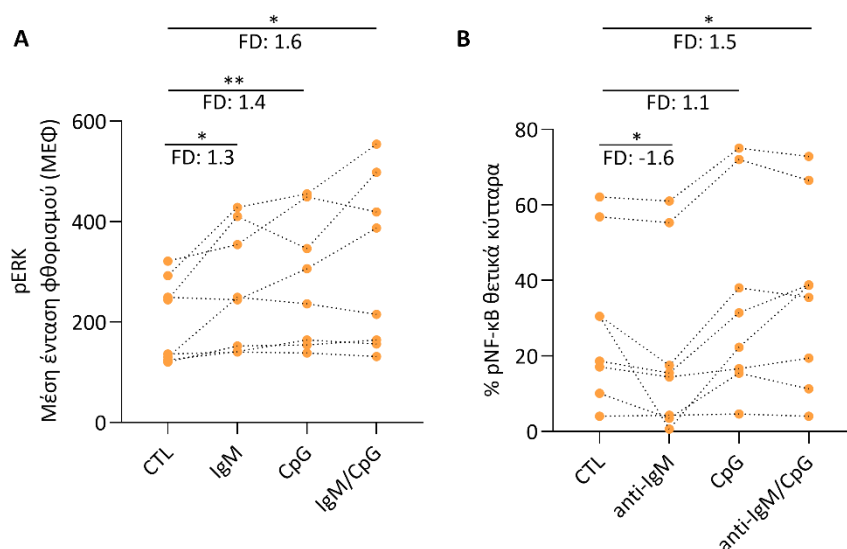 A
*
FD: 1.6
**
FD: 1.4
*
FD: 1.3
pERK
Μέση ένταση φθορισμού (ΜΕΦ)
600
400
200
0
CTL
IgM
CpG
IgM/CpG
B
*
FD: 1.5
FD: 1.1
*
FD: -1.6
% pNF-κB θετικά κύτταρα
80
60
40
20
0
CTL
anti-IgM
CpG
anti-IgM/CpG